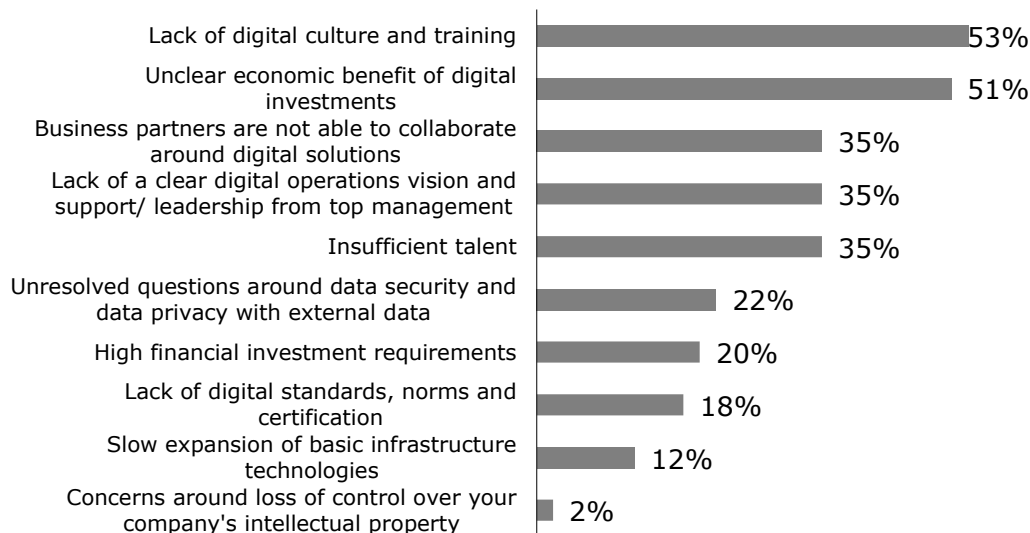 Lack of digital culture and training
53%
Unclear economic benefit of digital
investments
51%
Business partners are not able to collaborate
around digital solutions
35%
Lack of a clear digital operations vision and
support/ leadership from top management
35%
Insufficient talent
35%
Unresolved questions around data security and
data privacy with external data
22%
High financial investment requirements
20%
Lack of digital standards, norms and
certification
18%
Slow expansion of basic infrastructure
technologies
12%
Concerns around loss of control over your
company's intellectual property
2%